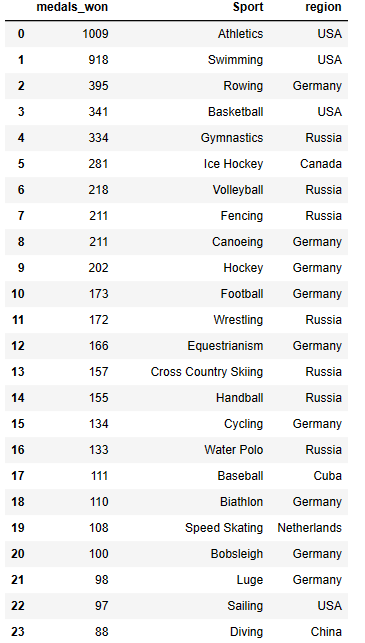 medals_won Sport region
0 1009 Athletics USA
1 918 Swimming USA
2 395 Rowing Germany
3 341 Basketball USA
4 334 Gymnastics Russia
5 281 Ice Hockey Canada
6 218 Volleyball Russia
7 211 Fencing Russia
8 211 Canoeing Germany
9 202 Hockey Germany
10 173 Football Germany
11 172 Wrestling Russia
12 166 Equestrianism Germany
13 157 Cross Country Skiing Russia
14 155 Handball Russia
15 134 Cycling Germany
16 133 Water Polo Russia
17 111 Baseball Cuba
18 110 Biathlon Germany
19 108 Speed Skating Netherlands
20 100 Bobsleigh Germany
21 98 Luge Germany
22 97 Sailing USA
23 88 Diving China